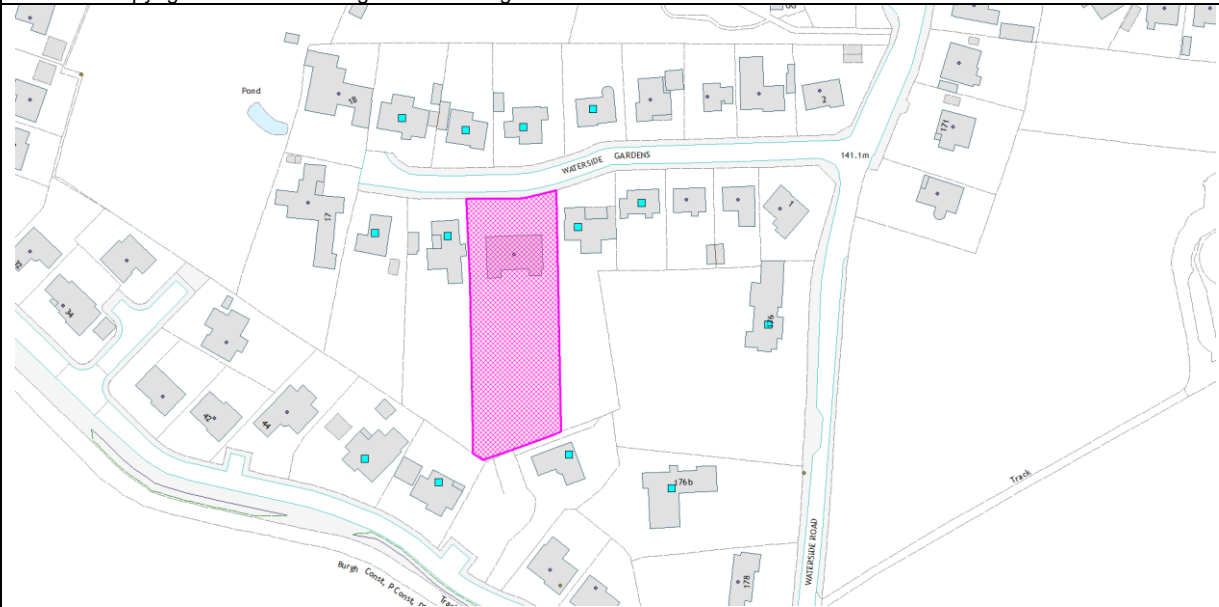 Pond
18
2
171
141.1m
WATERSIDE GARDENS
17
1
34
176
42
44
176b
Track
WATERSIDE ROAD
178
Burgh Const, P Const,